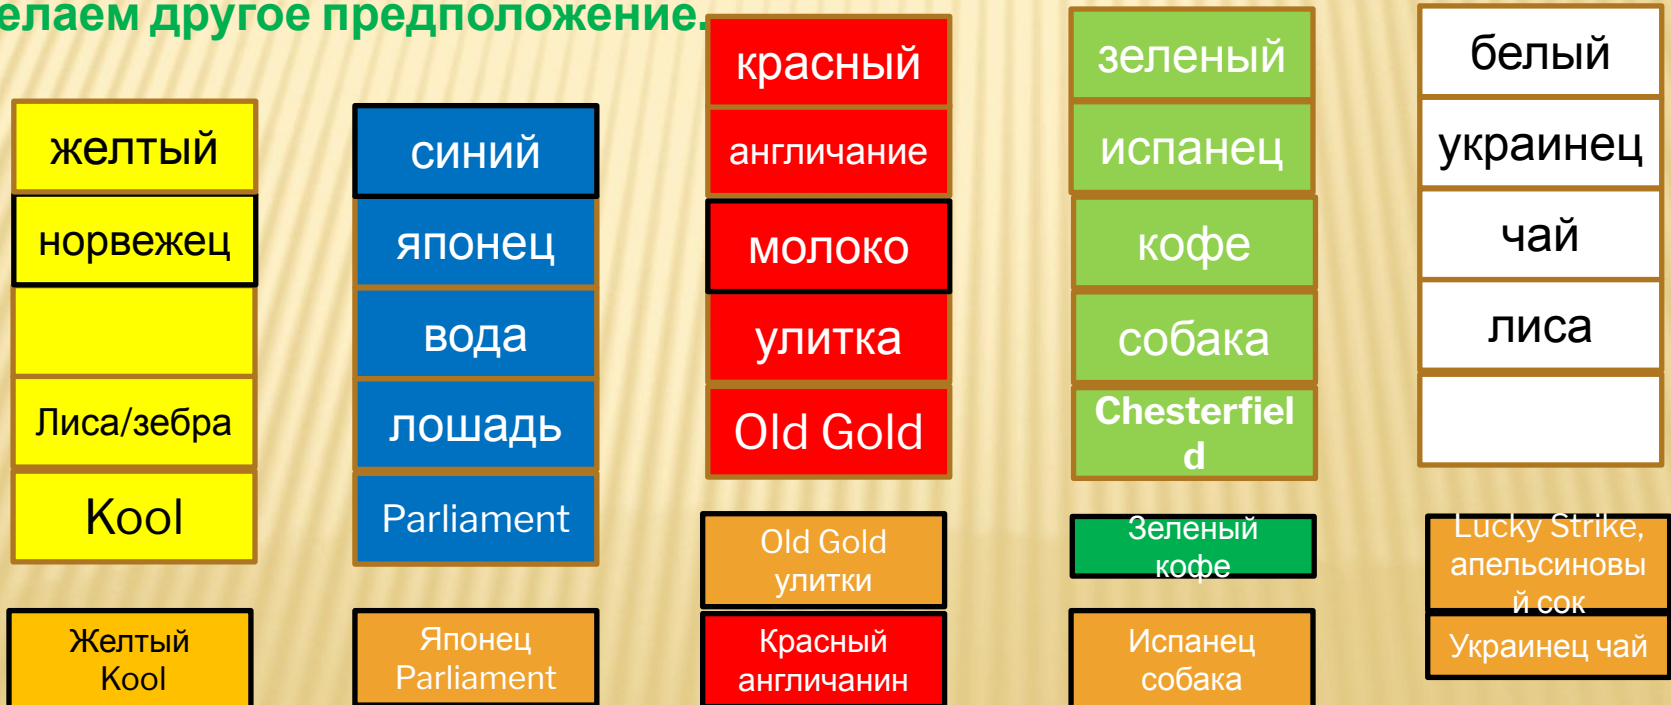 елаем другое предположение.
желтый
норвежец
Лиса/зебра
Kool
синий
японец
вода
лошадь
Parliament
красный
англичание
молоко
улитка
Old Gold
зеленый
испанец
кофе
собака
Chesterfiel
d
белый
украинец
чай
лиса
Желтый
Kool
Японец
Parliament
Old Gold
улитки
Красный
англичанин
Зеленый
кофе
Испанец
собака
Lucky Strike,
апельсиновы
й сок
Украинец чай